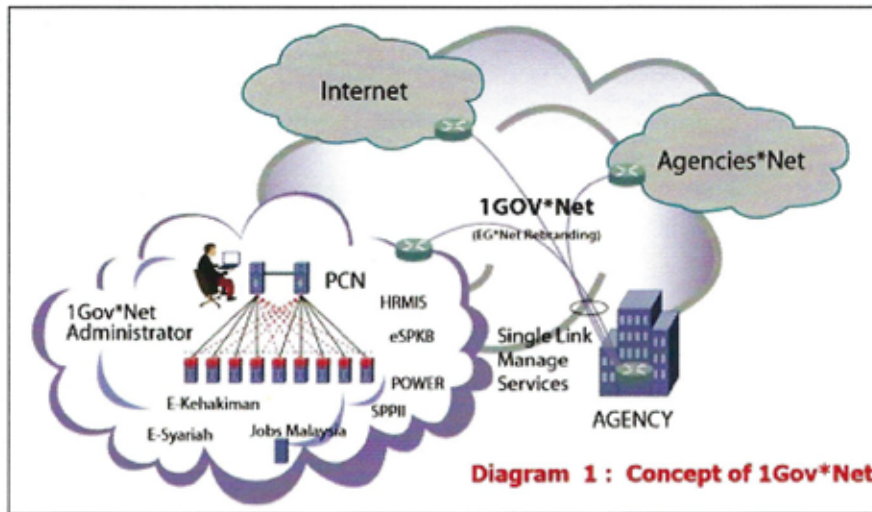 Internet
Agencies*Net
1GOV*Net
(EG*Net Rebranding)
PCN
1Gov*Net
Administrator
HRMIS
eSPKB
POWER
SPPII
E-Kehakiman
E-Syariah
Jobs Malaysia
Single Link
Manage
Services
AGENCY
Diagram 1 : Concept of 1Gov*Net